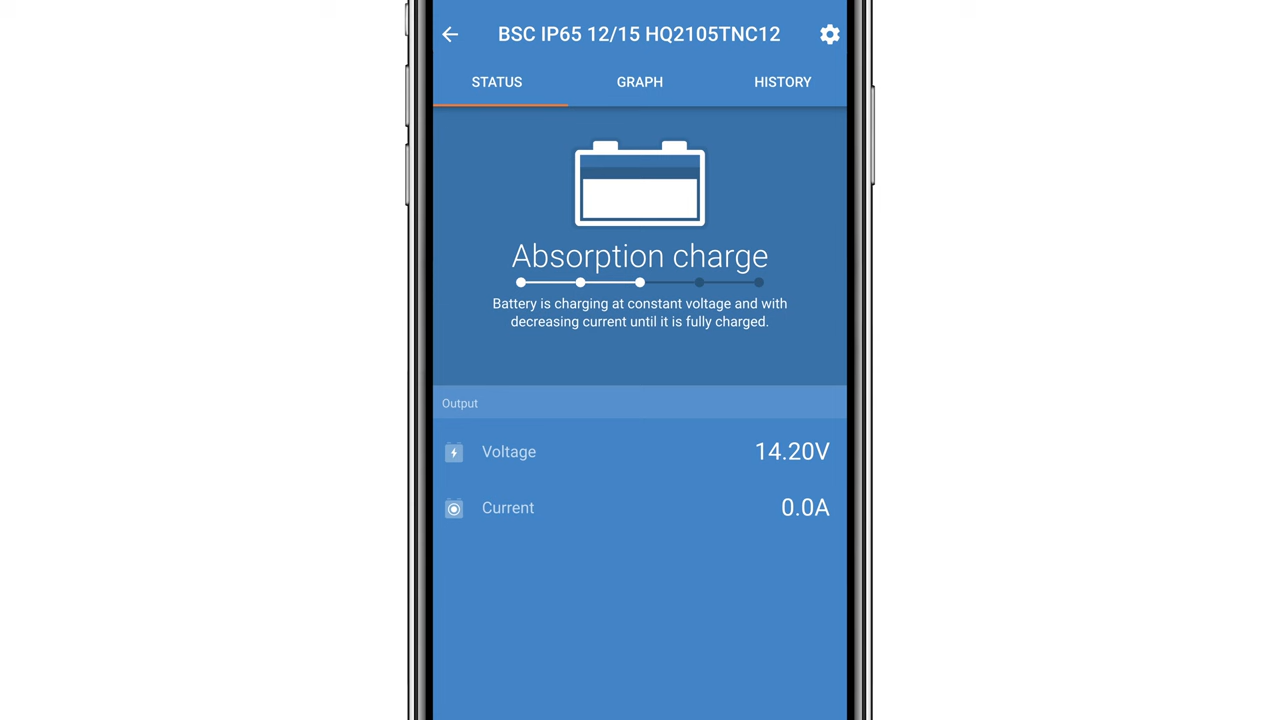 BSC IP65 12/15 HQ2105TNC12
STATUS
GRAPH
HISTORY
Absorption charge
Battery is charging at constant voltage and with
decreasing current until it is fully charged.
Output
Voltage
14.20V
Current
0.0A